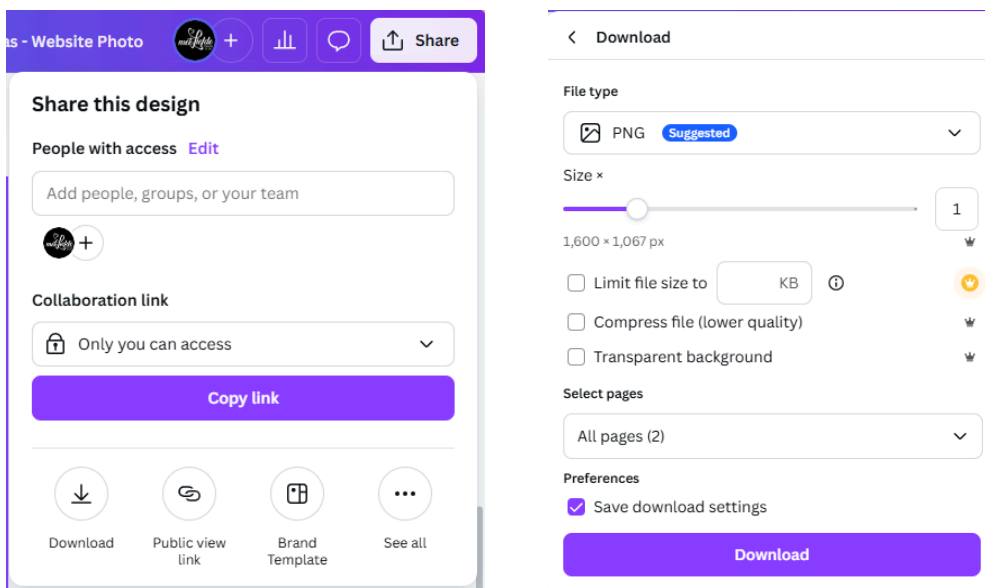 as - Website Photo
Share
Share this design
People with access Edit
Add people, groups, or your team
Collaboration link
Only you can access
Copy link
Download
Public view
link
Brand
Template
See all
Download
File type
PNG Suggested
Size ×
1
1,600 × 1,067 px
Limit file size to KB
Compress file (lower quality)
Transparent background
Select pages
All pages (2)
Preferences
Save download settings
Download